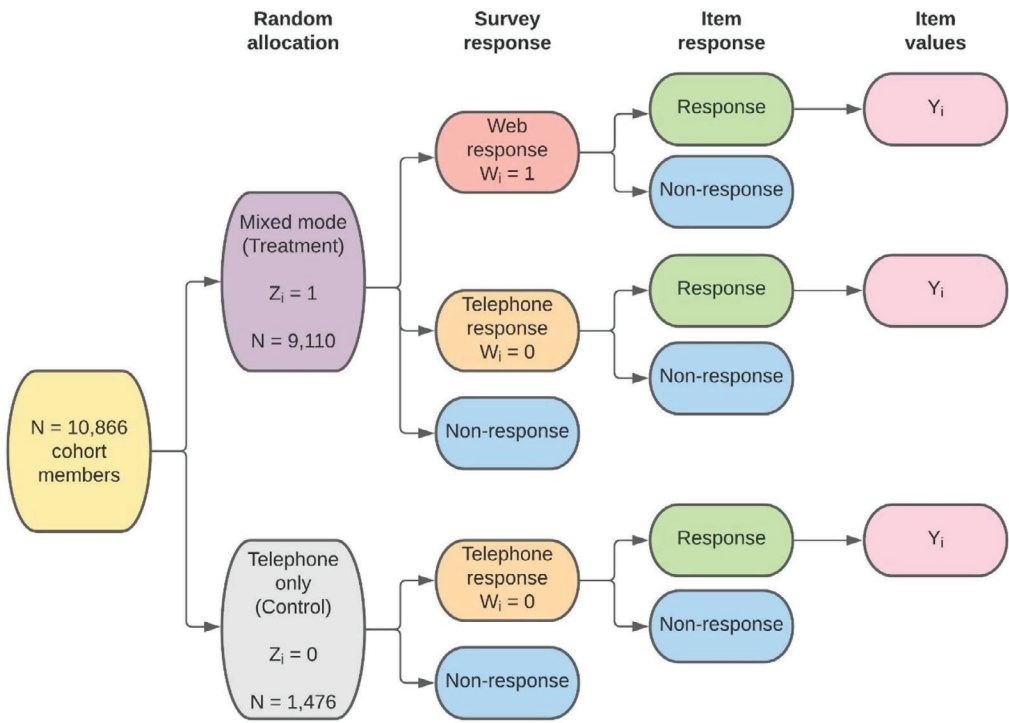 Random
allocation
Survey
response
Item
response
Item
values
N = 10,866
cohort
members
Mixed mode
(Treatment)
Zᵢ = 1
N = 9,110
Telephone
only
(Control)
Zᵢ = 0
N = 1,476
Web
response
Wᵢ = 1
Telephone
response
Wᵢ = 0
Non-response
Telephone
response
Wᵢ = 0
Non-response
Response
Non-response
Response
Non-response
Response
Non-response
Yᵢ
Yᵢ
Yᵢ